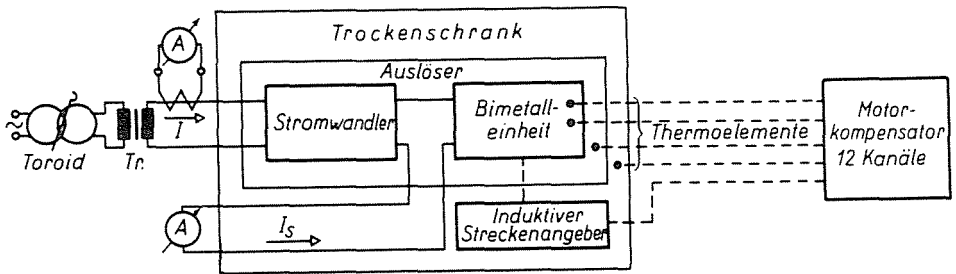 A
Trockenschrank
Auslöser
Stromwandler
Bimetall-
einheit
Thermoelemente
Motor-
kompensator
12 Kanäle
Toroid
Tr.
I
A
I_S
Induktiver
Streckenangeber